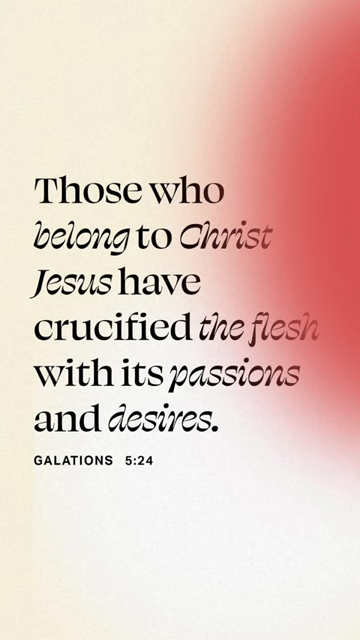 Those who
belong to Christ
Jesus have
crucified the flesh
with its passions
and desires.
GALATIONS 5:24